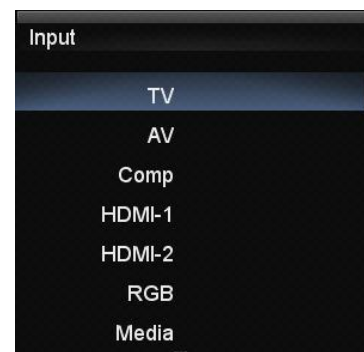 Input
TV
AV
Comp
HDMI-1
HDMI-2
RGB
Media